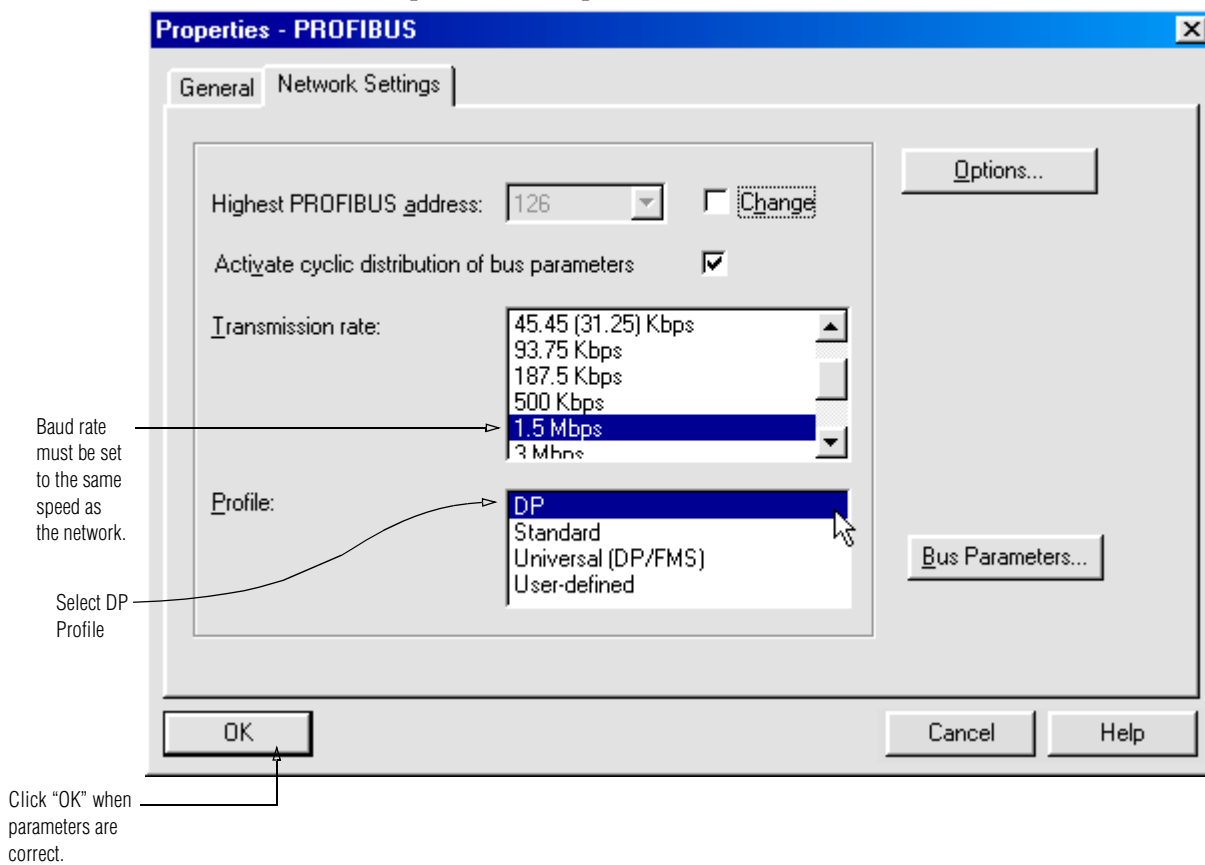 Properties - PROFIBUS
General
Network Settings
Options...
Highest PROFIBUS address:
126
Change
Activate cyclic distribution of bus parameters
Transmission rate:
45.45 (31.25) Kbps
93.75 Kbps
187.5 Kbps
500 Kbps
1.5 Mbps
3 Mbps
Baud rate
must be set
to the same
speed as
the network.
Profile:
DP
Standard
Universal (DP/FMS)
User-defined
Bus Parameters...
Select DP
Profile
OK
Cancel
Help
Click “OK” when
parameters are
correct.